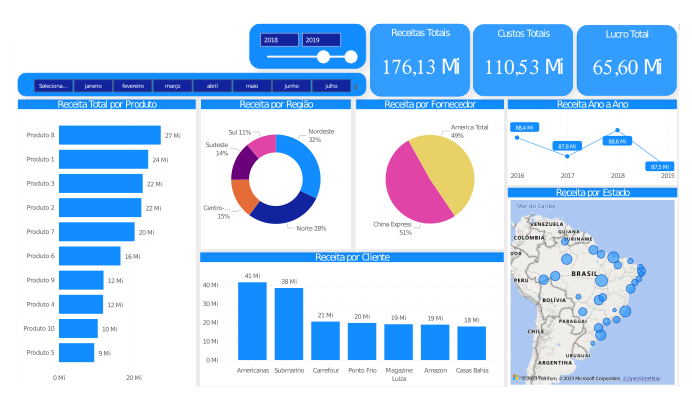 2018 2019
Receitas Totais
176,13 Mi
Custos Totais
110,53 Mi
Lucro Total
65,60 Mi
Seleciona... janeiro fevereiro março abril maio junho julho
Receita Total por Produto
Produto 8 27 Mi
Produto 1 24 Mi
Produto 3 22 Mi
Produto 2 22 Mi
Produto 7 20 Mi
Produto 6 16 Mi
Produto 9 12 Mi
Produto 4 12 Mi
Produto 10 10 Mi
Produto 5 9 Mi
0 Mi 20 Mi
Receita por Região
Sul 11%
Nordeste
32%
Sudeste
14%
Centro-...
15%
Norte 28%
Receita por Fornecedor
America Total
49%
China Express
51%
Receita Ano a Ano
88,4 Mi
87,8 Mi
88,6 Mi
87,5 Mi
2016 2017 2018 2019
Receita por Cliente
41 Mi 38 Mi 21 Mi 20 Mi 19 Mi 19 Mi 18 Mi
40 Mi
30 Mi
20 Mi
10 Mi
0 Mi
Americanas Submarino Carrefour Ponto Frio Magazine Luiza Amazon Casas Bahia
Receita por Estado
Mar do Caribe
VENEZUELA
GUIANA
SURINAME
COLÔMBIA
DOR
PERU
BRASIL
BOLÍVIA
PARAGUAI
CHILE
URUGUAI
ARGENTINA
©2023 TomTom, ©2023 Microsoft Corporation, ©OpenStreetMap